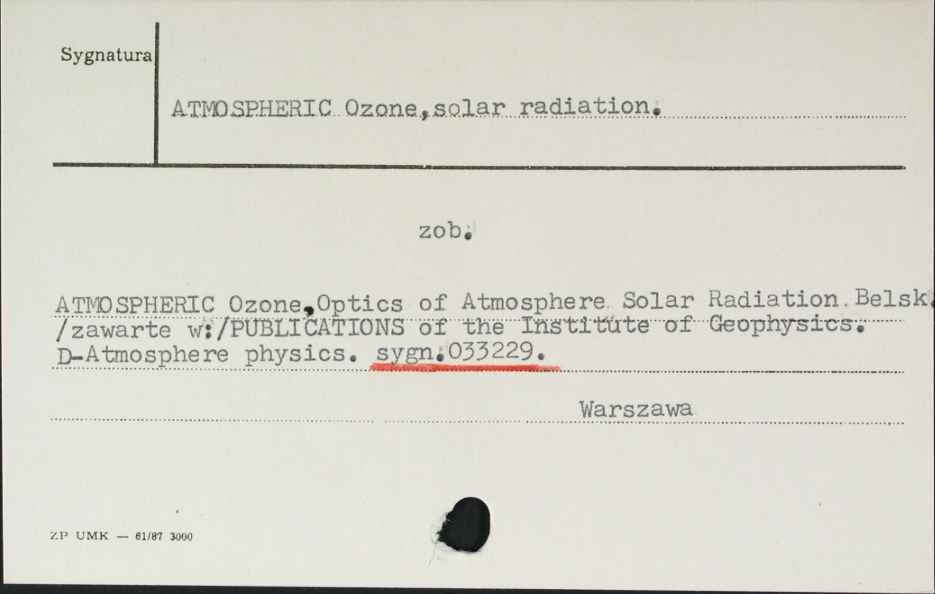 Sygnatura
ATMOSPHERIC Ozone,solar radiation.
zob.
ATMOSPHERIC Ozone,Optics of Atmosphere Solar Radiation Belsk.
/zawarte w:/PUBLICATIONS of the Institute of Geophysics.
D-Atmosphere physics. sygn.033229.
Warszawa
ZP UMK — 61/87 3000